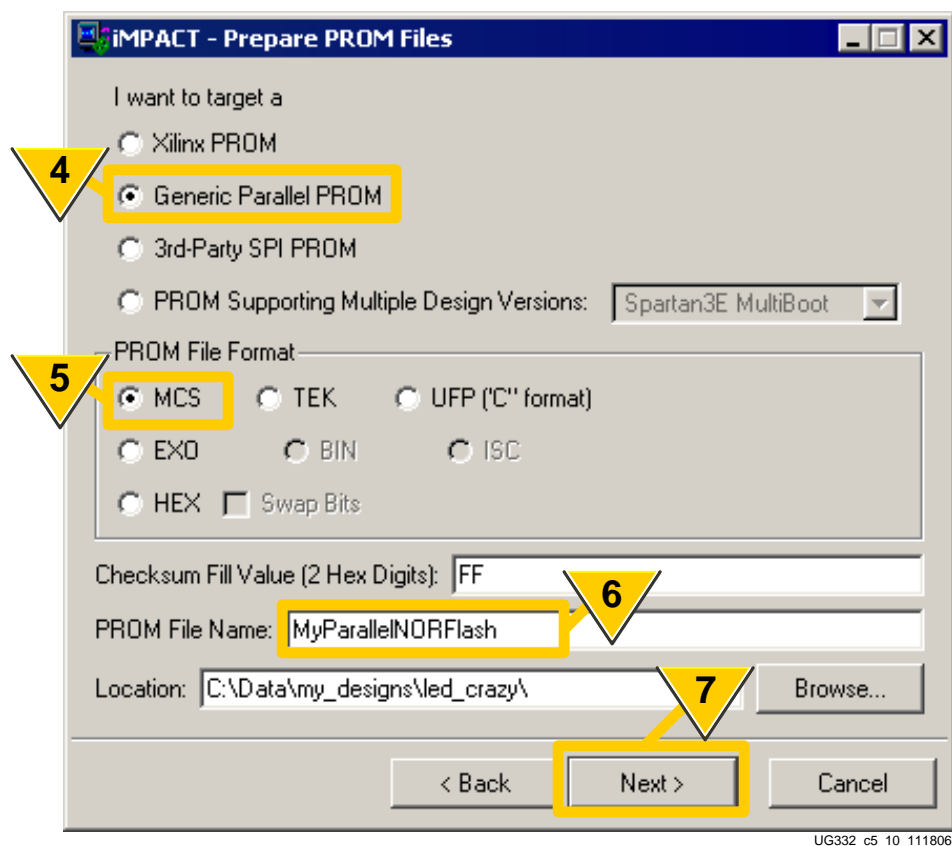 iMPACT - Prepare PROM Files
I want to target a
Xilinx PROM
4
Generic Parallel PROM
3rd-Party SPI PROM
PROM Supporting Multiple Design Versions: Spartan3E MultiBoot
PROM File Format
5
MCS TEK UFP ("C" format)
EXO BIN ISC
HEX Swap Bits
Checksum Fill Value (2 Hex Digits): FF
6
PROM File Name: MyParallelNORFlash
Location: C:\Data\my_designs\led_crazy\ Browse...
7
< Back Next > Cancel
UG332_c5_10_111806